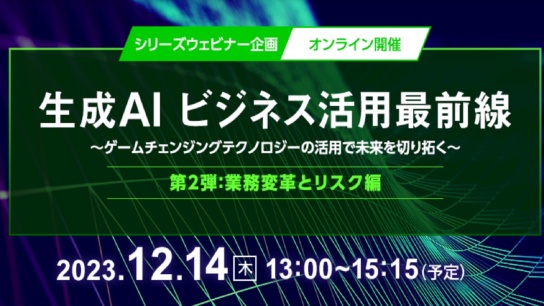 シリーズウェビナー企画 オンライン開催
生成AI ビジネス活用最前線
～ゲームチェンジングテクノロジーの活用で未来を切り拓く～
第2弾:業務変革とリスク編
2023.12.14 木 13:00~15:15(予定)